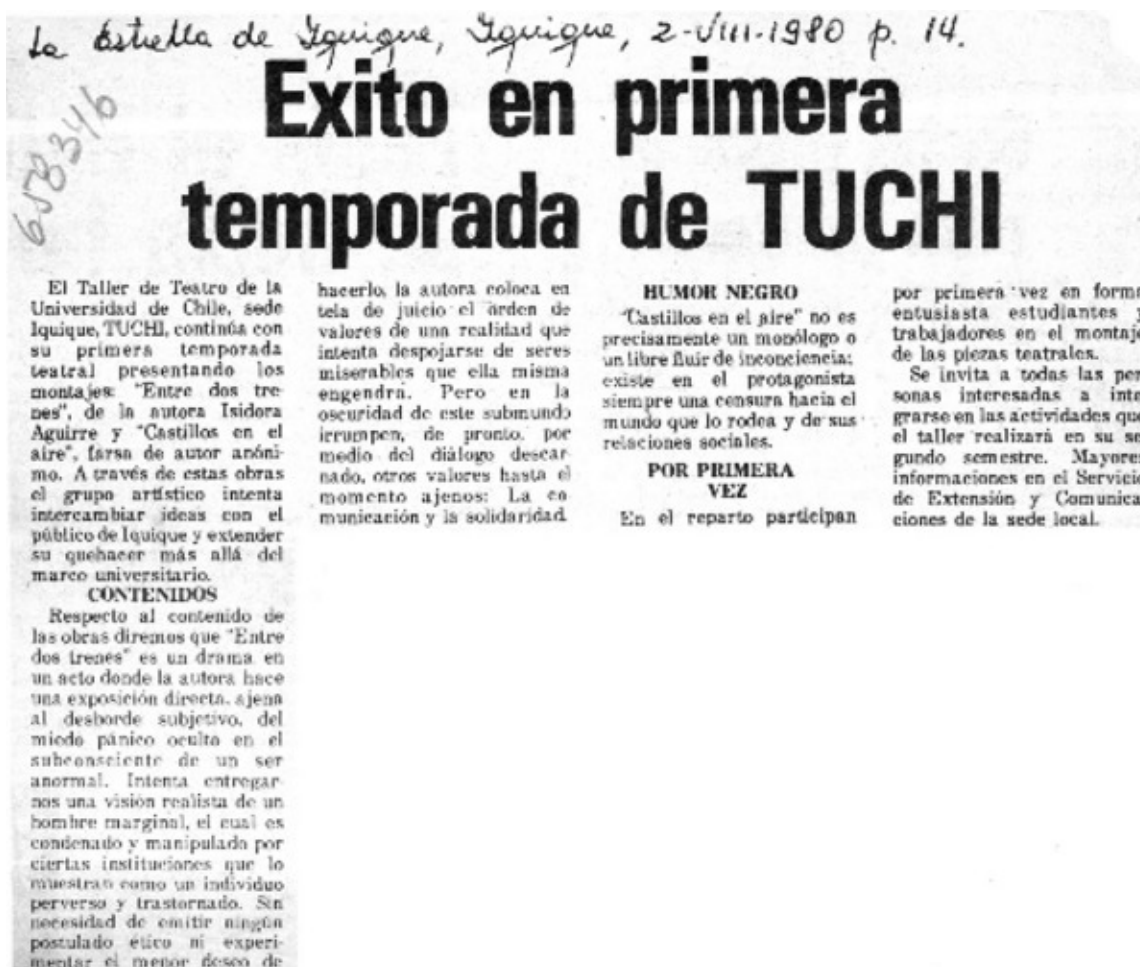 La Estrella de Iquique, Iquique, 2-VIII-1980 p. 14.
653346
Exito en primera
temporada de TUCHI
El Taller de Teatro de la
Universidad de Chile, sede
Iquique, TUCHI, continúa con
su primera temporada
teatral presentando los
montajes: "Entre dos tre-
nes", de la autora Isidora
Aguirre y "Castillos en el
aire", farsa de autor anóni-
mo. A través de estas obras
el grupo artístico intenta
intercambiar ideas con el
público de Iquique y extender
su quehacer más allá del
marco universitario.
CONTENIDOS
Respecto al contenido de
las obras diremos que "Entre
dos trenes" es un drama en
un acto donde la autora hace
una exposición directa, ajena
al desborde subjetivo, del
miedo pánico oculto en el
subconsciente de un ser
anormal. Intenta entregar-
nos una visión realista de un
hombre marginal, el cual es
condenado y manipulado por
ciertas instituciones que lo
muestran como un individuo
perverso y trastornado. Sin
necesidad de emitir ningún
postulado ético ni experi-
mentar el menor deseo de
hacerlo, la autora coloca en
tela de juicio el orden de
valores de una realidad que
intenta despojarse de seres
miserables que ella misma
engendra. Pero en la
oscuridad de este submundo
irrumpen, de pronto, por
medio del diálogo descar-
nado, otros valores hasta el
momento ajenos: La co
municación y la solidaridad.
HUMOR NEGRO
"Castillos en el aire" no es
precisamente un monólogo o
un libre fluir de inconciencia;
existe en el protagonista
siempre una censura hacia el
mundo que lo rodea y de sus
relaciones sociales.
POR PRIMERA
VEZ
En el reparto participan
por primera vez en forma
entusiasta estudiantes y
trabajadores en el montaje
de las piezas teatrales.
Se invita a todas las per
sonas interesadas a inte
grarse en las actividades que
el taller realizará en su se
gundo semestre. Mayores
informaciones en el Servicio
de Extensión y Comunica
ciones de la sede local.